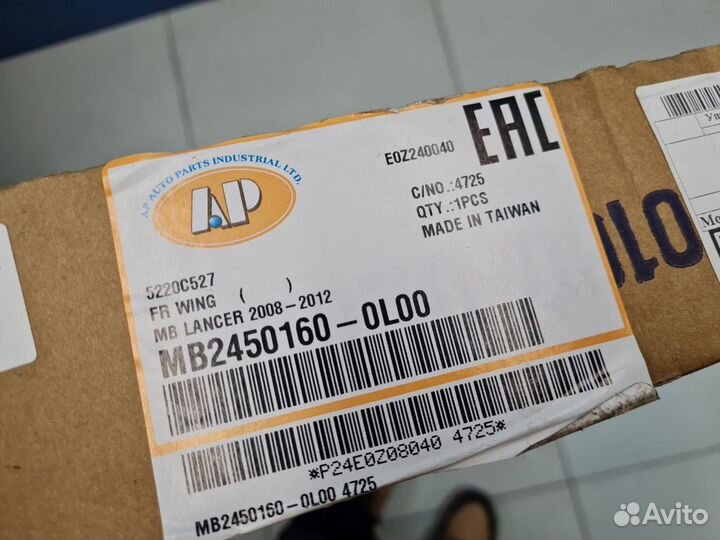 AP AUTO PARTS INDUSTRIAL LTD.
AP
E0Z240040
EAC
C/NO.:4725
QTY.:1PCS
MADE IN TAIWAN
5220C527
FR WING ( )
MB LANCER 2008-2012
MB2450160-0L00
*P24E0Z08040 4725*
MB2450160-0L00 4725
010
Avito